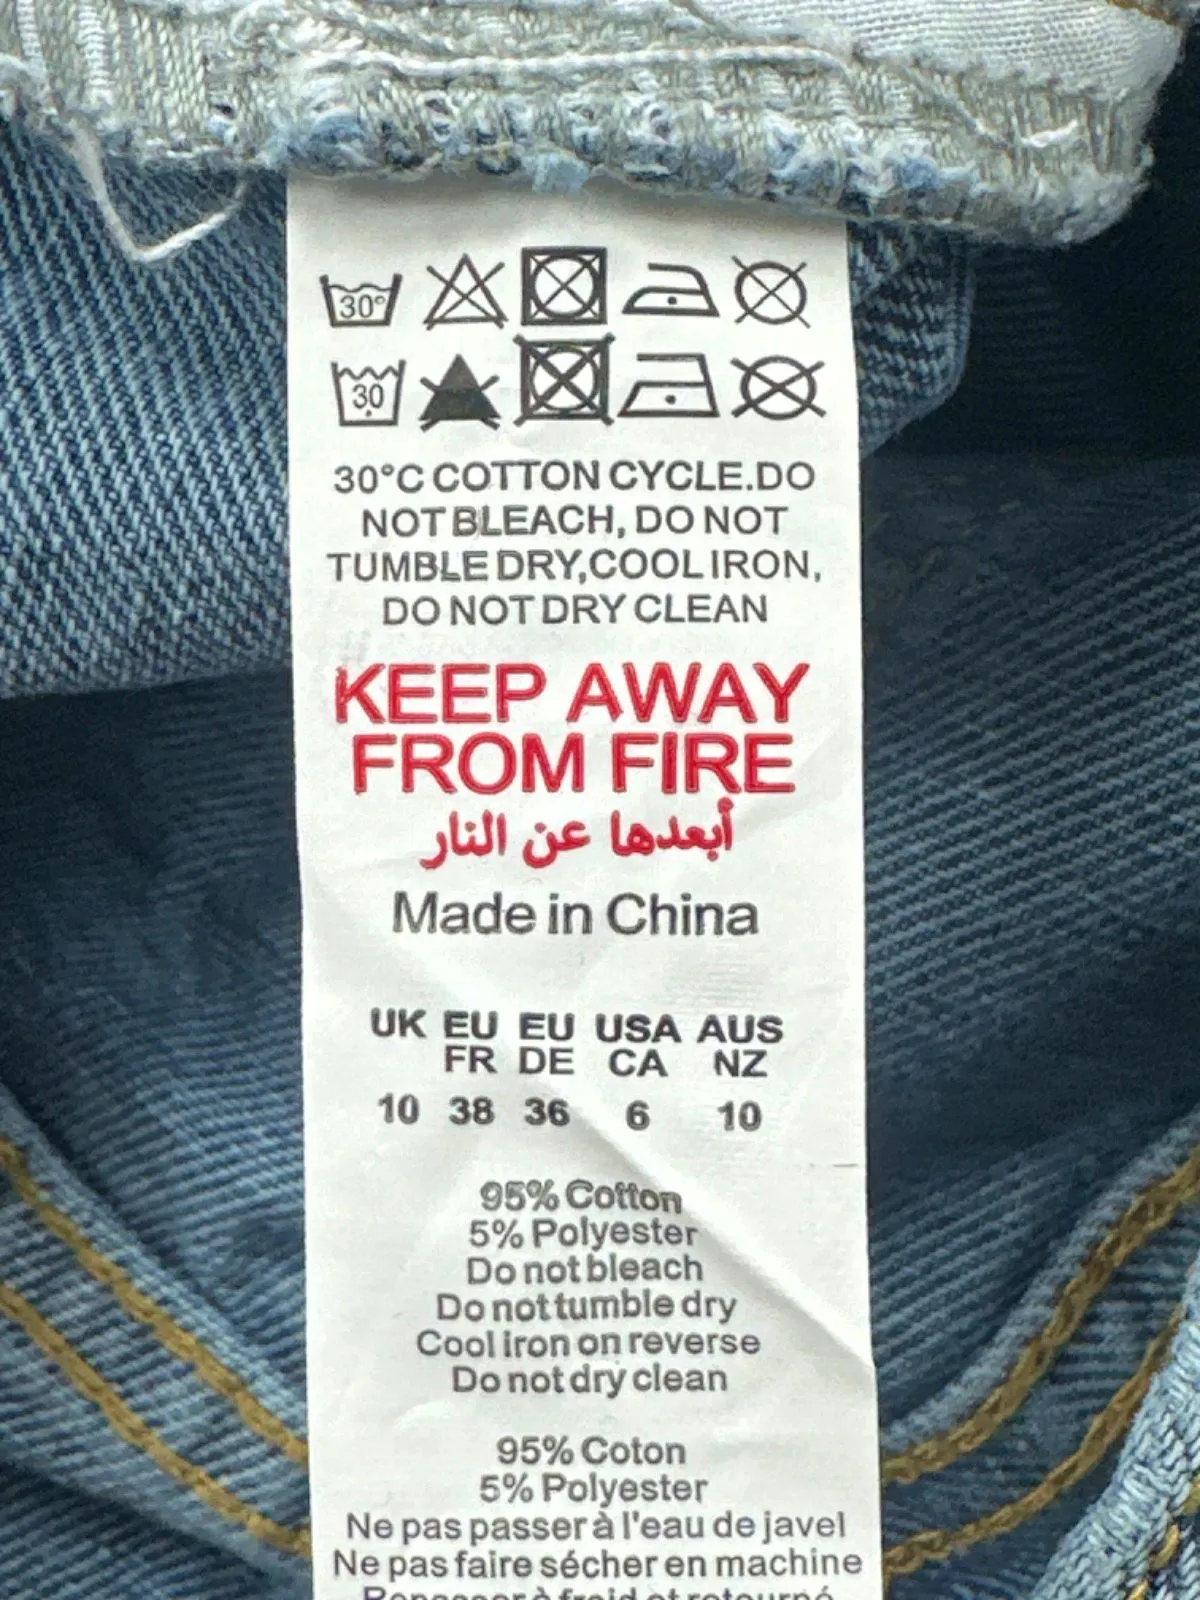 30°
30
30°C COTTON CYCLE.DO
NOT BLEACH, DO NOT
TUMBLE DRY,COOL IRON,
DO NOT DRY CLEAN
KEEP AWAY
FROM FIRE
أبعدها عن النار
Made in China
UK EU EU USA AUS
FR DE CA NZ
10 38 36 6 10
95% Cotton
5% Polyester
Do not bleach
Do not tumble dry
Cool Iron on reverse
Do not dry clean
95% Coton
5% Polyester
Ne pas passer à l'eau de javel
Ne pas faire sécher en machine
Repasser à froid et retourné